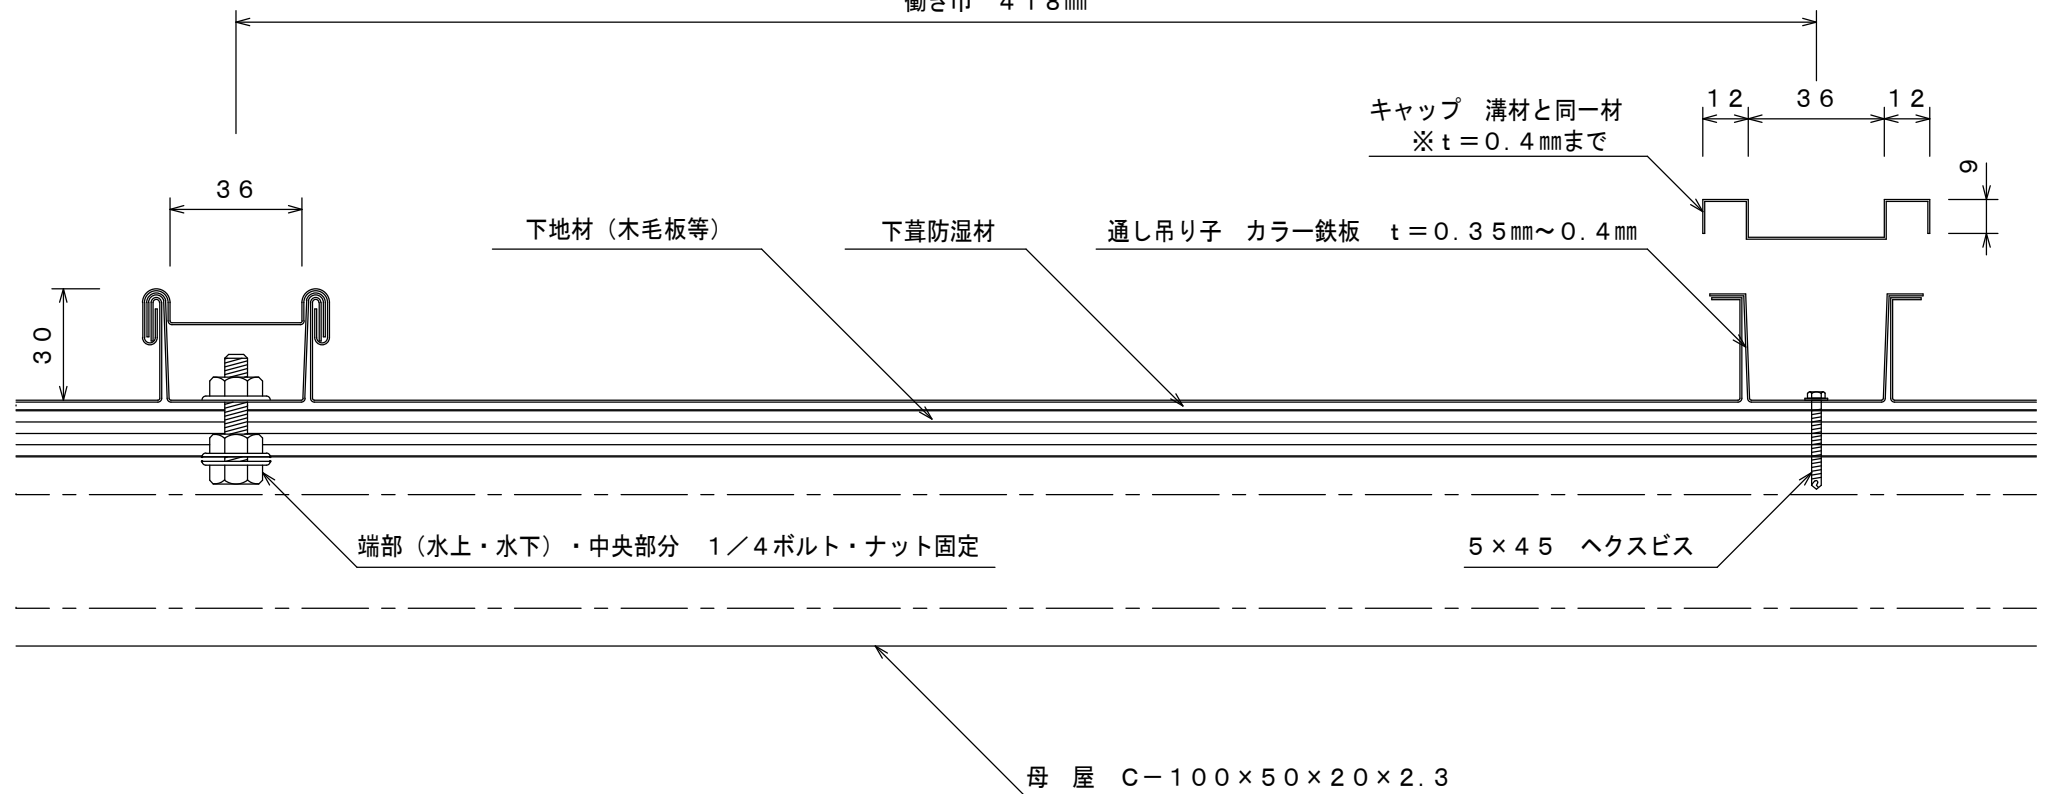 働き巾　４１８㎜
キャップ　溝材と同一材
※ｔ＝０．４㎜まで
１２
３６
１２
９
３６
３０
下地材（木毛板等）
下葺防湿材
通し吊り子　カラー鉄板　ｔ＝０．３５㎜～０．４㎜
端部（水上・水下）・中央部分　１／４ボルト・ナット固定
５×４５　ヘクスビス
母　屋　Ｃ－１００×５０×２０×２．３